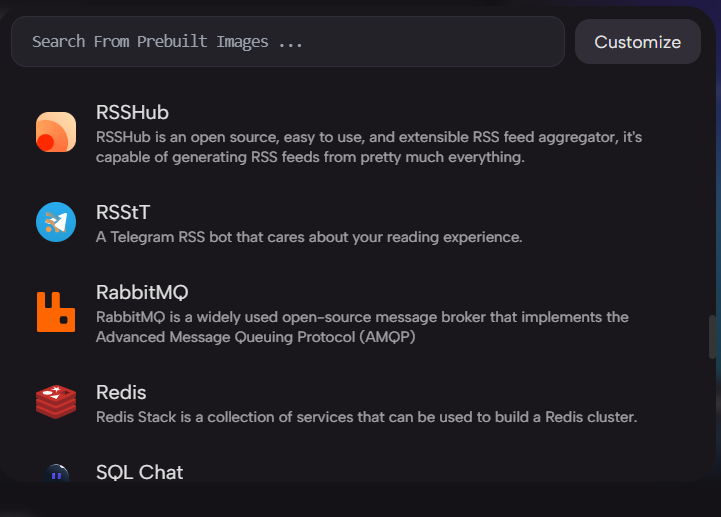 Search From Prebuilt Images ...
Customize
RSSHub
RSSHub is an open source, easy to use, and extensible RSS feed aggregator, it's
capable of generating RSS feeds from pretty much everything.
RSStT
A Telegram RSS bot that cares about your reading experience.
RabbitMQ
RabbitMQ is a widely used open-source message broker that implements the
Advanced Message Queuing Protocol (AMQP)
Redis
Redis Stack is a collection of services that can be used to build a Redis cluster.
SQL Chat